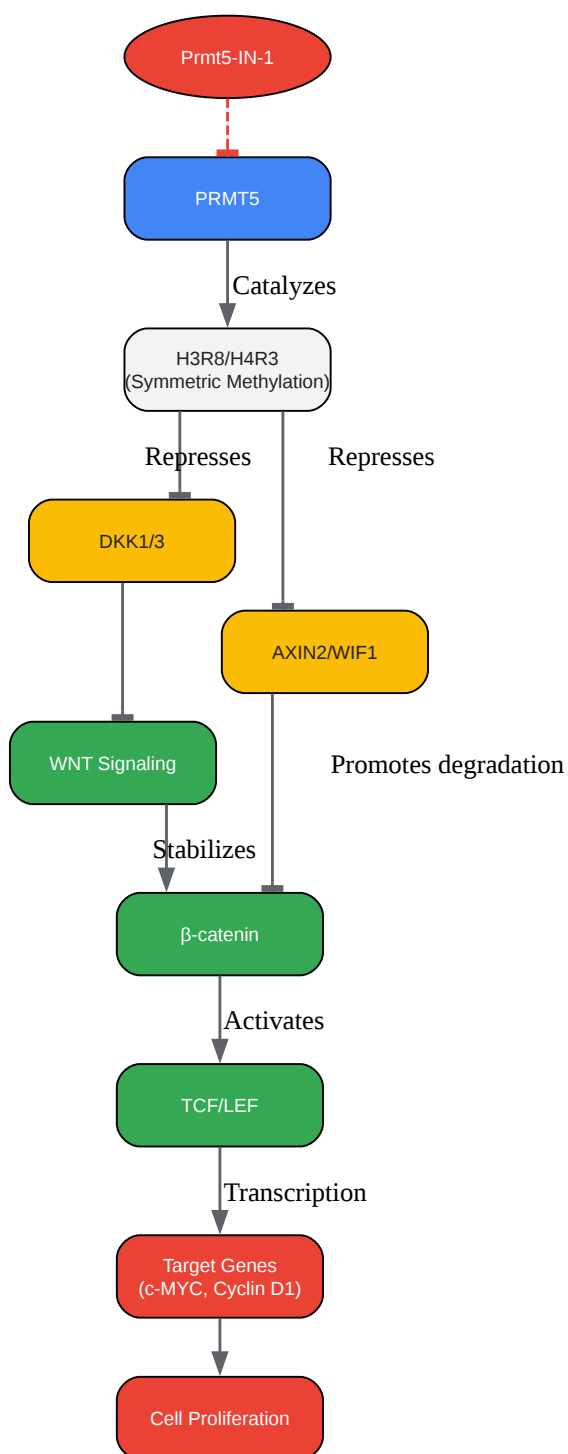 Prmt5-IN-1
PRMT5
Catalyzes
H3R8/H4R3
(Symmetric Methylation)
Represses
Represses
DKK1/3
AXIN2/WIF1
WNT Signaling
Promotes degradation
Stabilizes
β-catenin
Activates
TCF/LEF
Transcription
Target Genes
(c-MYC, Cyclin D1)
Cell Proliferation